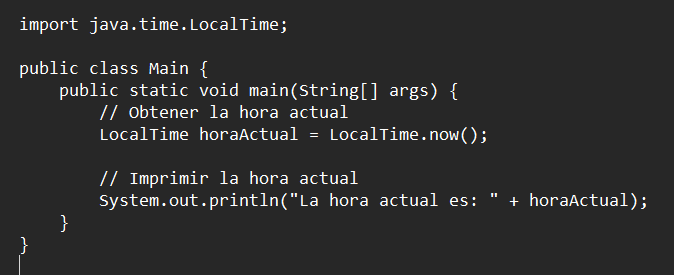 import java.time.LocalTime;

public class Main {
    public static void main(String[] args) {
        // Obtener la hora actual
        LocalTime horaActual = LocalTime.now();

        // Imprimir la hora actual
        System.out.println("La hora actual es: " + horaActual);
    }
}